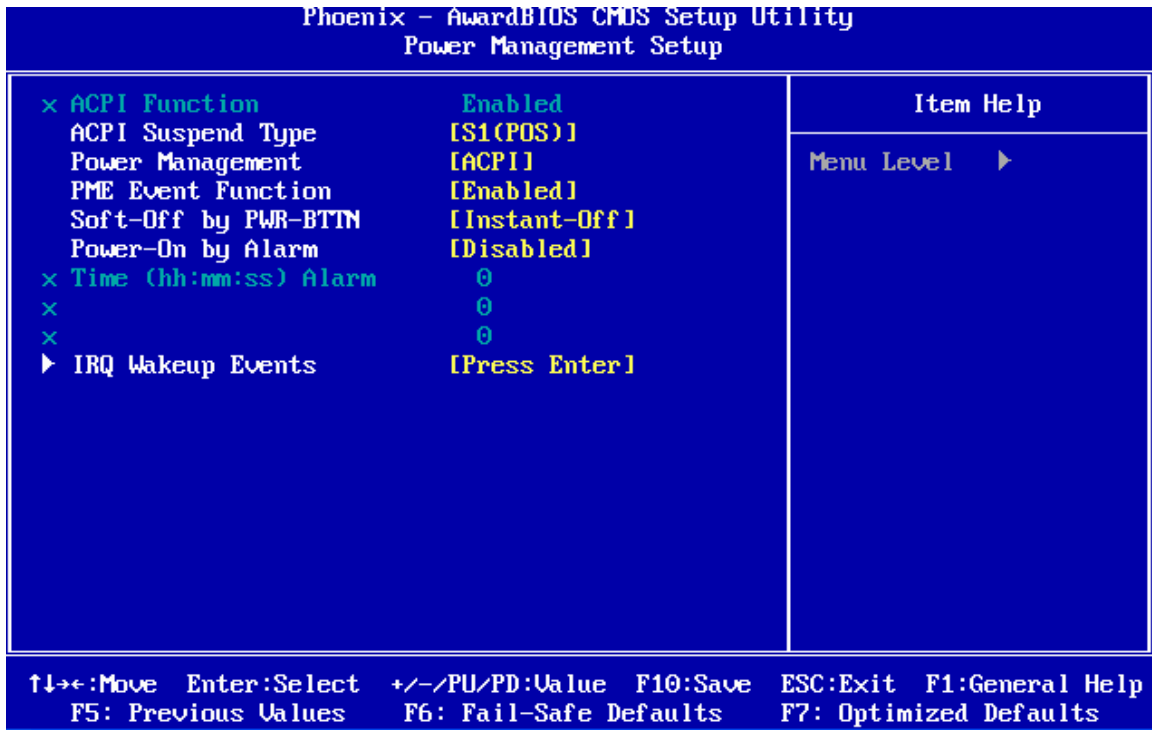 Phoenix - AwardBIOS CMOS Setup Utility
Power Management Setup
x ACPI Function Enabled
ACPI Suspend Type [S1(POS)]
Power Management [ACPI]
PME Event Function [Enabled]
Soft-Off by PWR-BTTN [Instant-Off]
Power-On by Alarm [Disabled]
x Time (hh:mm:ss) Alarm 0
x 0
x 0
▶ IRQ Wakeup Events [Press Enter]
Item Help
Menu Level ▶
↑↓→←:Move Enter:Select +/-/PU/PD:Value F10:Save ESC:Exit F1:General Help
F5: Previous Values F6: Fail-Safe Defaults F7: Optimized Defaults